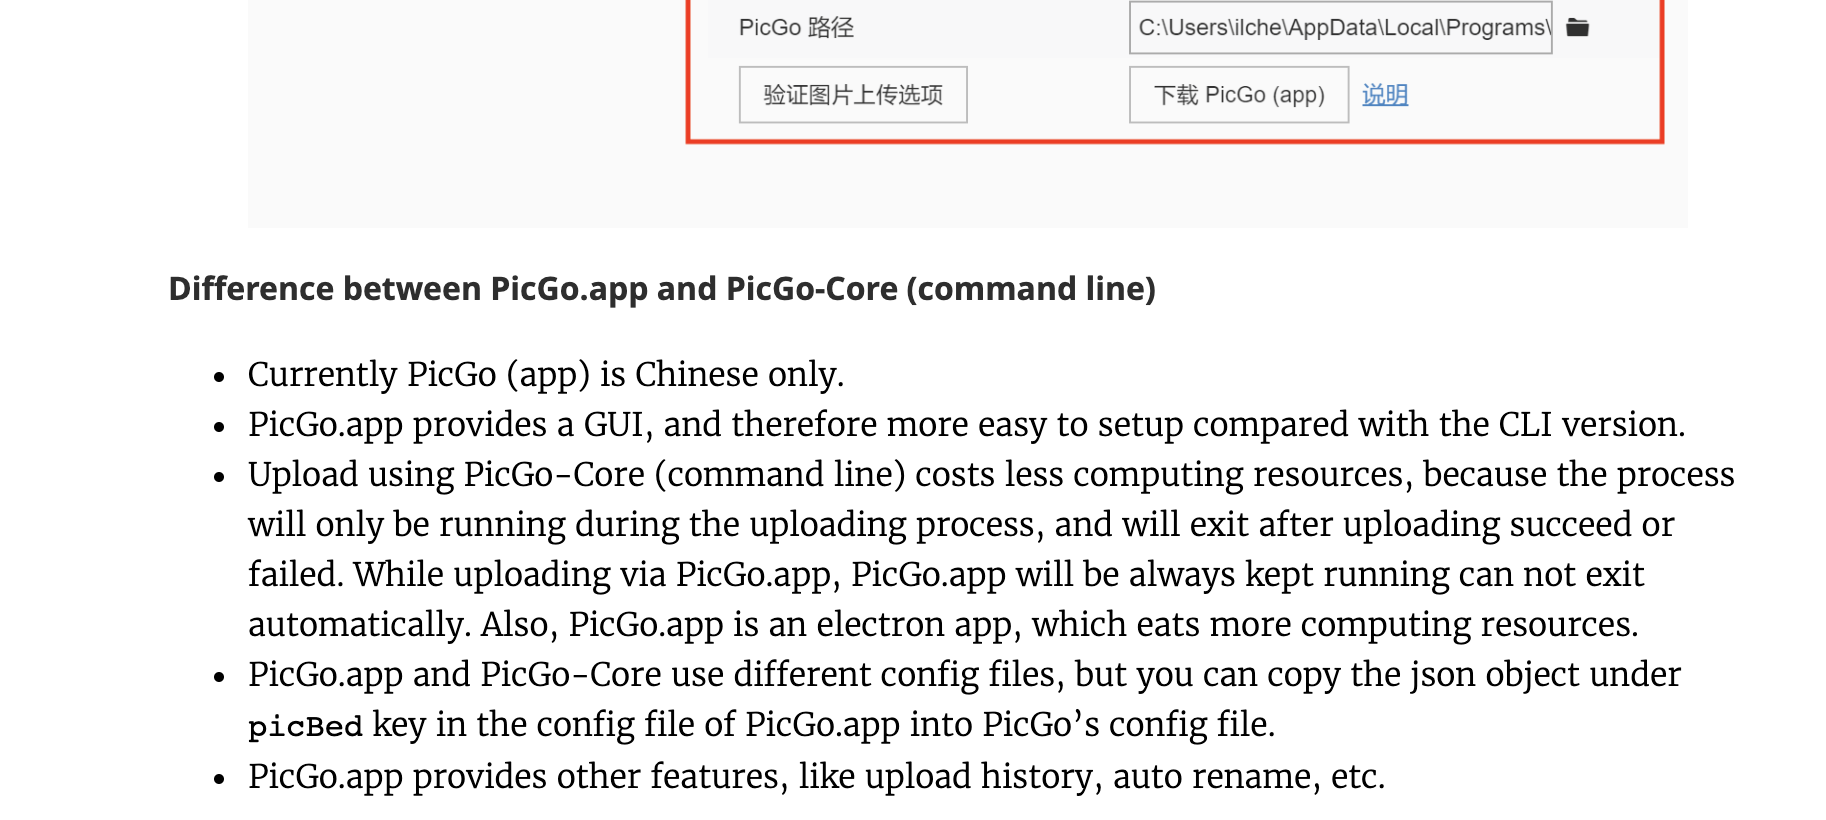 PicGo 路径
C:\Users\ilche\AppData\Local\Programs\
验证图片上传选项
下载 PicGo (app)
说明
Difference between PicGo.app and PicGo-Core (command line)
• Currently PicGo (app) is Chinese only.
• PicGo.app provides a GUI, and therefore more easy to setup compared with the CLI version.
• Upload using PicGo-Core (command line) costs less computing resources, because the process
will only be running during the uploading process, and will exit after uploading succeed or
failed. While uploading via PicGo.app, PicGo.app will be always kept running can not exit
automatically. Also, PicGo.app is an electron app, which eats more computing resources.
• PicGo.app and PicGo-Core use different config files, but you can copy the json object under
picBed key in the config file of PicGo.app into PicGo’s config file.
• PicGo.app provides other features, like upload history, auto rename, etc.